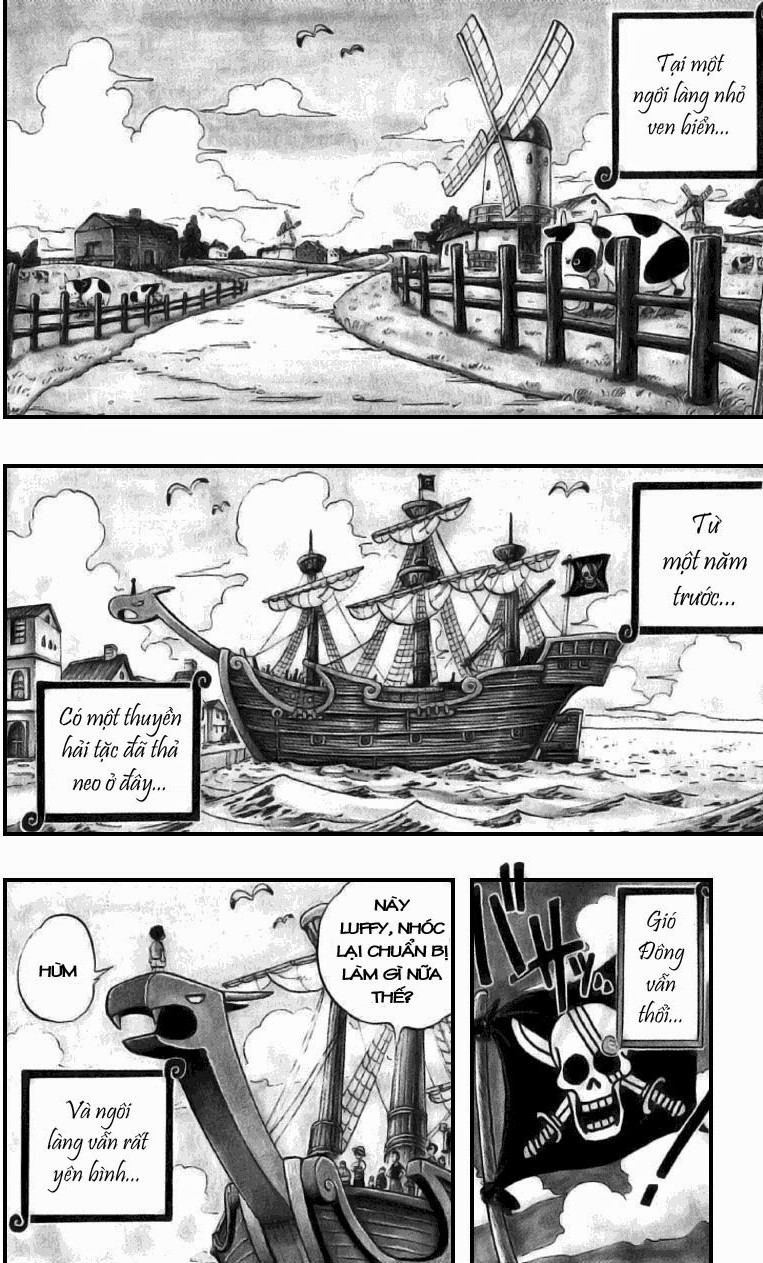 Tại một
ngôi làng nhỏ
ven biển...
Từ
một năm
trước...
Có một thuyền
hải tặc đã thả
neo ở đây...
NÀY
LUFFY, NHÓC
LẠI CHUẨN BỊ
LÀM GÌ NỮA
THẾ?
HỪM
Và ngôi
làng vẫn rất
yên bình...
Gió
Đông
vẫn
thổi...